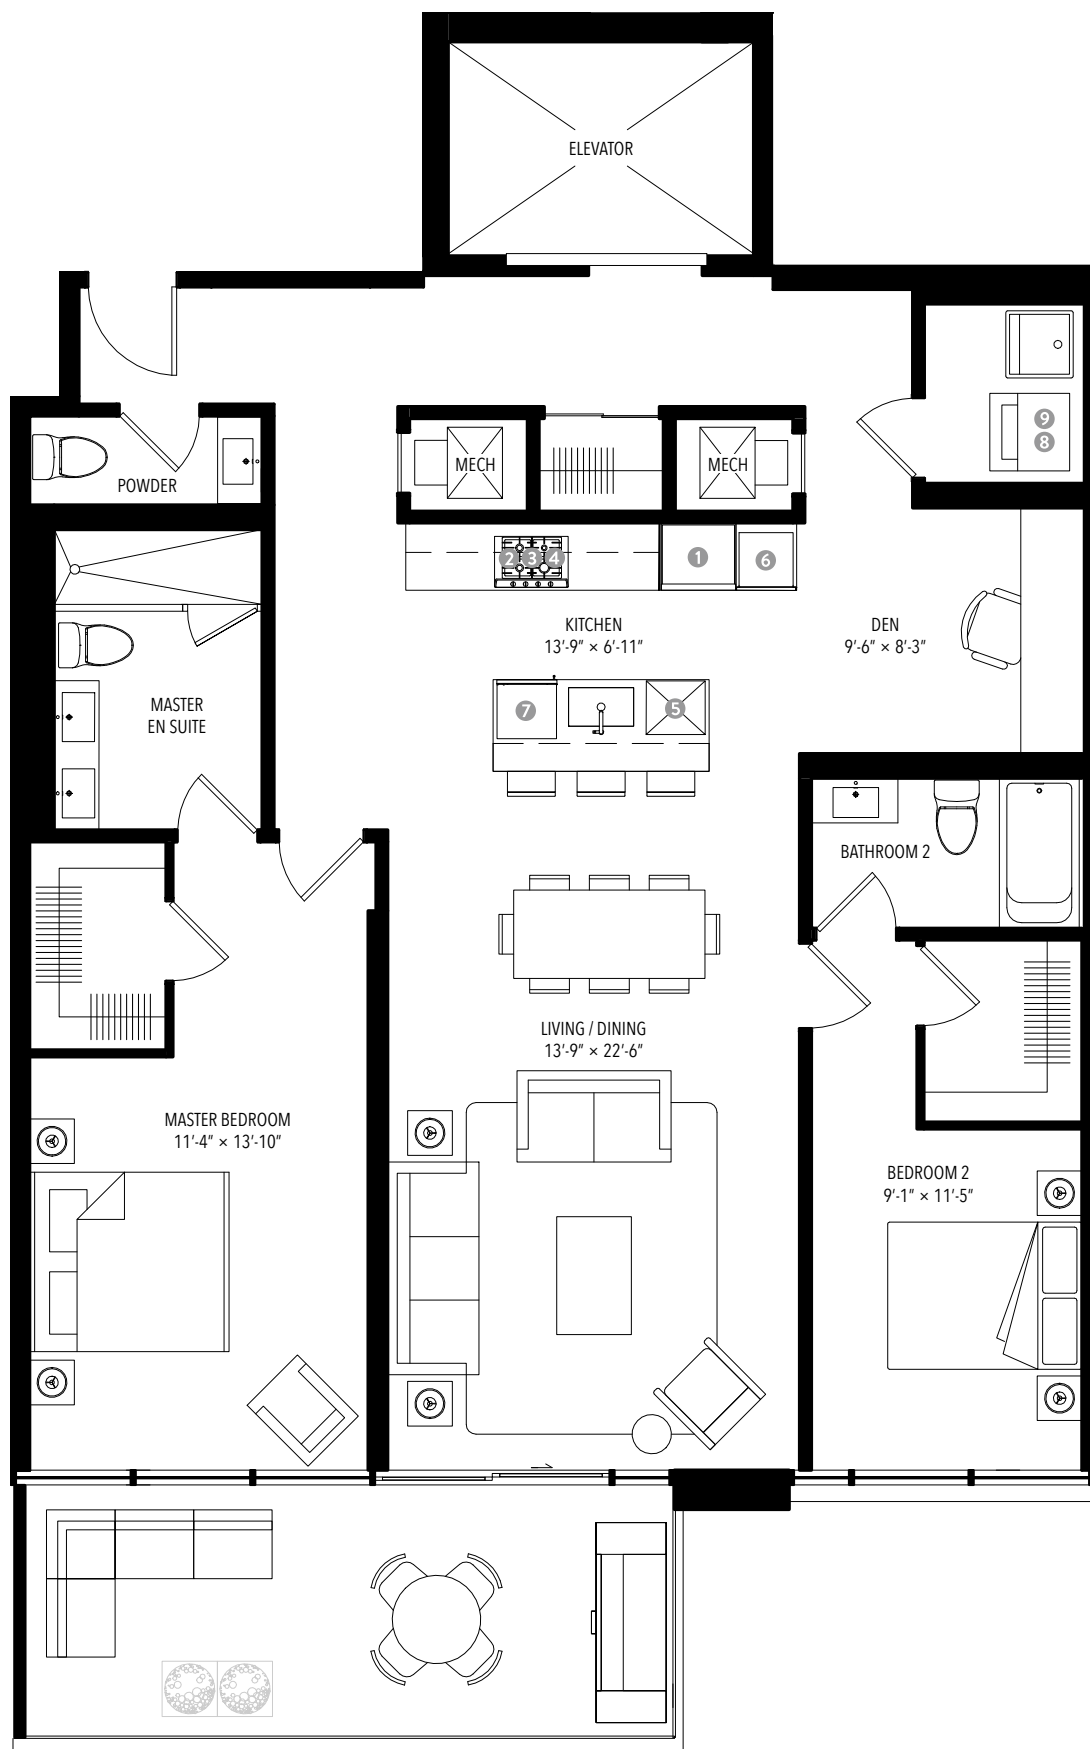 ELEVATOR
9
8
MECH
MECH
POWDER
2 3 4
1
6
KITCHEN
13'-9" × 6'-11"
DEN
9'-6" × 8'-3"
MASTER
EN SUITE
7
5
BATHROOM 2
LIVING / DINING
13'-9" × 22'-6"
MASTER BEDROOM
11'-4" × 13'-10"
BEDROOM 2
9'-1" × 11'-5"